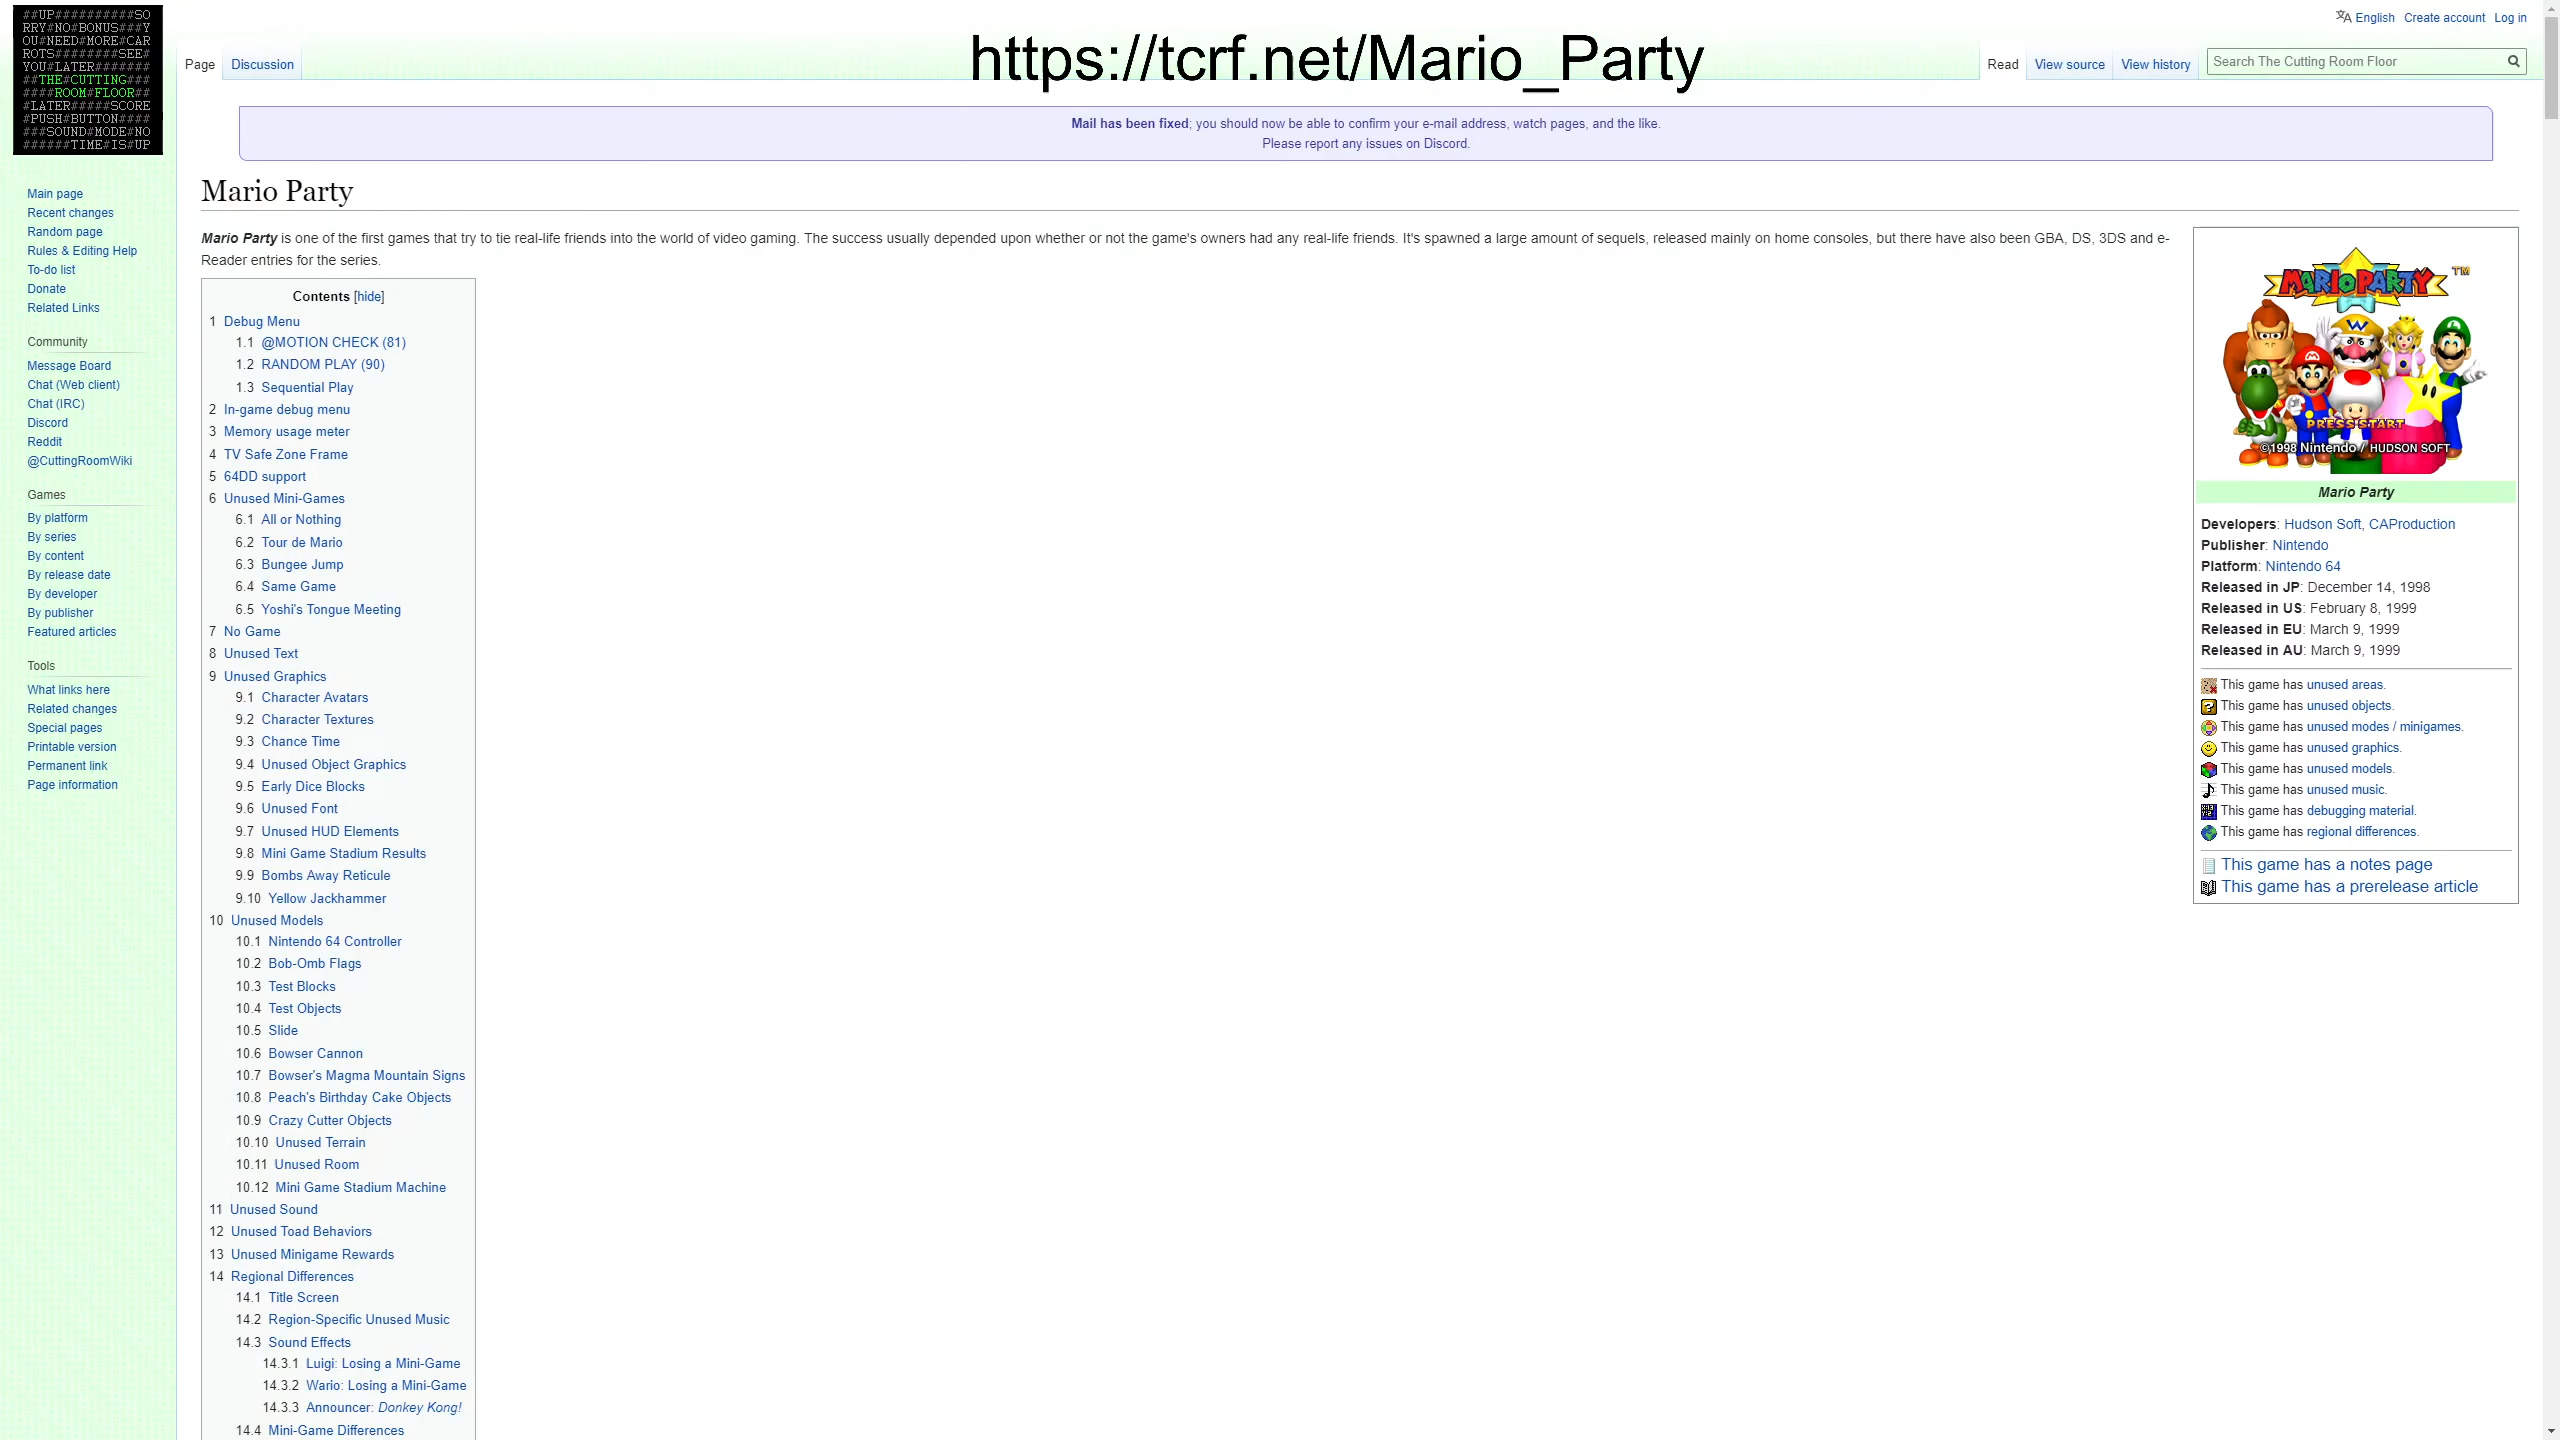 ##UP##########SO
RRY#NO#BONUS###Y
OU#NEED#MORE#CAR
ROTS########SEE#
YOU#LATER#######
##THE#CUTTING###
####ROOM#FLOOR##
#LATER#####SCORE
#PUSH#BUTTON####
###SOUND#MODE#NO
######TIME#IS#UP
English Create account Log in
Page Discussion
https://tcrf.net/Mario_Party
Read View source View history Search The Cutting Room Floor
Mail has been fixed; you should now be able to confirm your e-mail address, watch pages, and the like.
Please report any issues on Discord.
Main page
Recent changes
Random page
Rules & Editing Help
To-do list
Donate
Related Links
Community
Message Board
Chat (Web client)
Chat (IRC)
Discord
Reddit
@CuttingRoomWiki
Games
By platform
By series
By content
By release date
By developer
By publisher
Featured articles
Tools
What links here
Related changes
Special pages
Printable version
Permanent link
Page information
Mario Party
Mario Party is one of the first games that try to tie real-life friends into the world of video gaming. The success usually depended upon whether or not the game's owners had any real-life friends. It's spawned a large amount of sequels, released mainly on home consoles, but there have also been GBA, DS, 3DS and e-
Reader entries for the series.
Contents [hide]
1 Debug Menu
1.1 @MOTION CHECK (81)
1.2 RANDOM PLAY (90)
1.3 Sequential Play
2 In-game debug menu
3 Memory usage meter
4 TV Safe Zone Frame
5 64DD support
6 Unused Mini-Games
6.1 All or Nothing
6.2 Tour de Mario
6.3 Bungee Jump
6.4 Same Game
6.5 Yoshi's Tongue Meeting
7 No Game
8 Unused Text
9 Unused Graphics
9.1 Character Avatars
9.2 Character Textures
9.3 Chance Time
9.4 Unused Object Graphics
9.5 Early Dice Blocks
9.6 Unused Font
9.7 Unused HUD Elements
9.8 Mini Game Stadium Results
9.9 Bombs Away Reticule
9.10 Yellow Jackhammer
10 Unused Models
10.1 Nintendo 64 Controller
10.2 Bob-Omb Flags
10.3 Test Blocks
10.4 Test Objects
10.5 Slide
10.6 Bowser Cannon
10.7 Bowser's Magma Mountain Signs
10.8 Peach's Birthday Cake Objects
10.9 Crazy Cutter Objects
10.10 Unused Terrain
10.11 Unused Room
10.12 Mini Game Stadium Machine
11 Unused Sound
12 Unused Toad Behaviors
13 Unused Minigame Rewards
14 Regional Differences
14.1 Title Screen
14.2 Region-Specific Unused Music
14.3 Sound Effects
14.3.1 Luigi: Losing a Mini-Game
14.3.2 Wario: Losing a Mini-Game
14.3.3 Announcer: Donkey Kong!
14.4 Mini-Game Differences
MARIO PARTY TM
PRESS START
©1998 Nintendo / HUDSON SOFT
Mario Party
Developers: Hudson Soft, CAProduction
Publisher: Nintendo
Platform: Nintendo 64
Released in JP: December 14, 1998
Released in US: February 8, 1999
Released in EU: March 9, 1999
Released in AU: March 9, 1999
This game has unused areas.
This game has unused objects.
This game has unused modes / minigames.
This game has unused graphics.
This game has unused models.
This game has unused music.
This game has debugging material.
This game has regional differences.
This game has a notes page
This game has a prerelease article